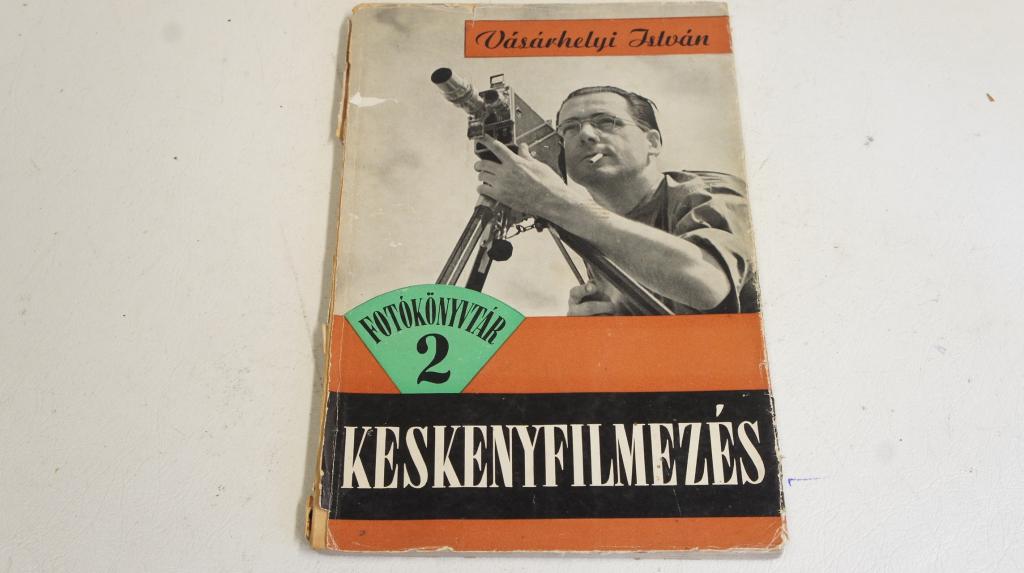 Vásárhelyi István
FOTÓKÖNYVTÁR
2
KESKENYFILMEZÉS